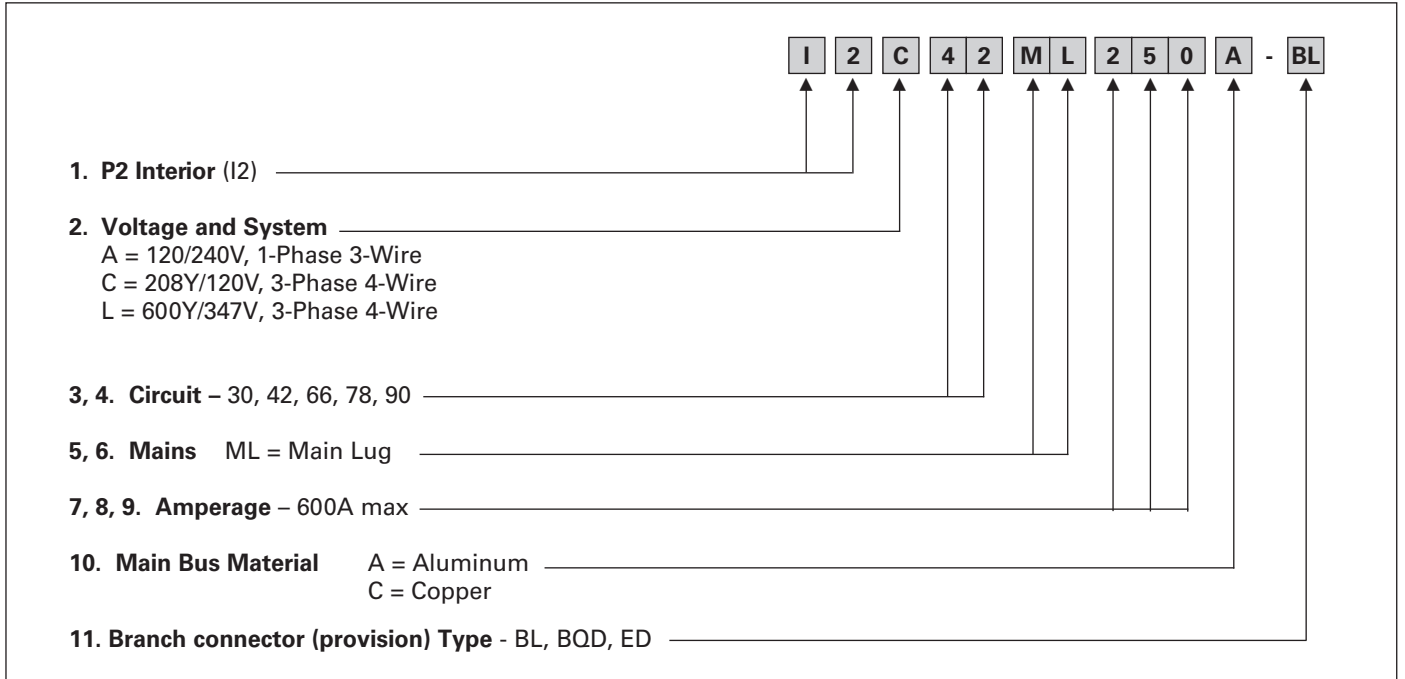 I 2 C 4 2 M L 2 5 0 A - BL
1. P2 Interior (I2)
2. Voltage and System
A = 120/240V, 1-Phase 3-Wire
C = 208Y/120V, 3-Phase 4-Wire
L = 600Y/347V, 3-Phase 4-Wire
3, 4. Circuit – 30, 42, 66, 78, 90
5, 6. Mains ML = Main Lug
7, 8, 9. Amperage – 600A max
10. Main Bus Material A = Aluminum
C = Copper
11. Branch connector (provision) Type - BL, BQD, ED